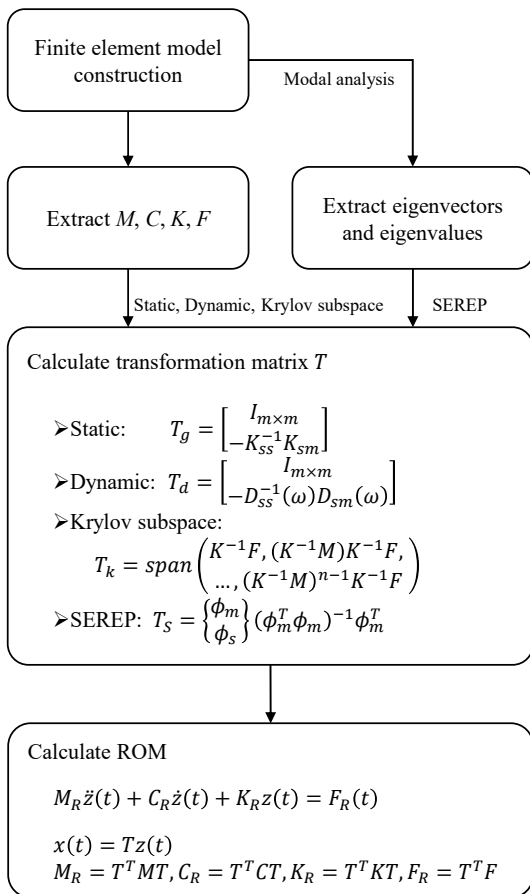 Finite element model
construction
Modal analysis
Extract M, C, K, F
Extract eigenvectors
and eigenvalues
Static, Dynamic, Krylov subspace
SEREP
Calculate transformation matrix T
➢Static: T_g = [I_{m×m}; −K_{ss}^{−1}K_{sm}]
➢Dynamic: T_d = [I_{m×m}; −D_{ss}^{−1}(ω)D_{sm}(ω)]
➢Krylov subspace:
T_k = span(K^{−1}F, (K^{−1}M)K^{−1}F,
…, (K^{−1}M)^{n−1}K^{−1}F)
➢SEREP: T_S = {ϕ_m; ϕ_s}(ϕ_m^Tϕ_m)^{−1}ϕ_m^T
Calculate ROM
M_R z̈(t) + C_R ż(t) + K_R z(t) = F_R(t)
x(t) = Tz(t)
M_R = T^T MT, C_R = T^T CT, K_R = T^T KT, F_R = T^T F